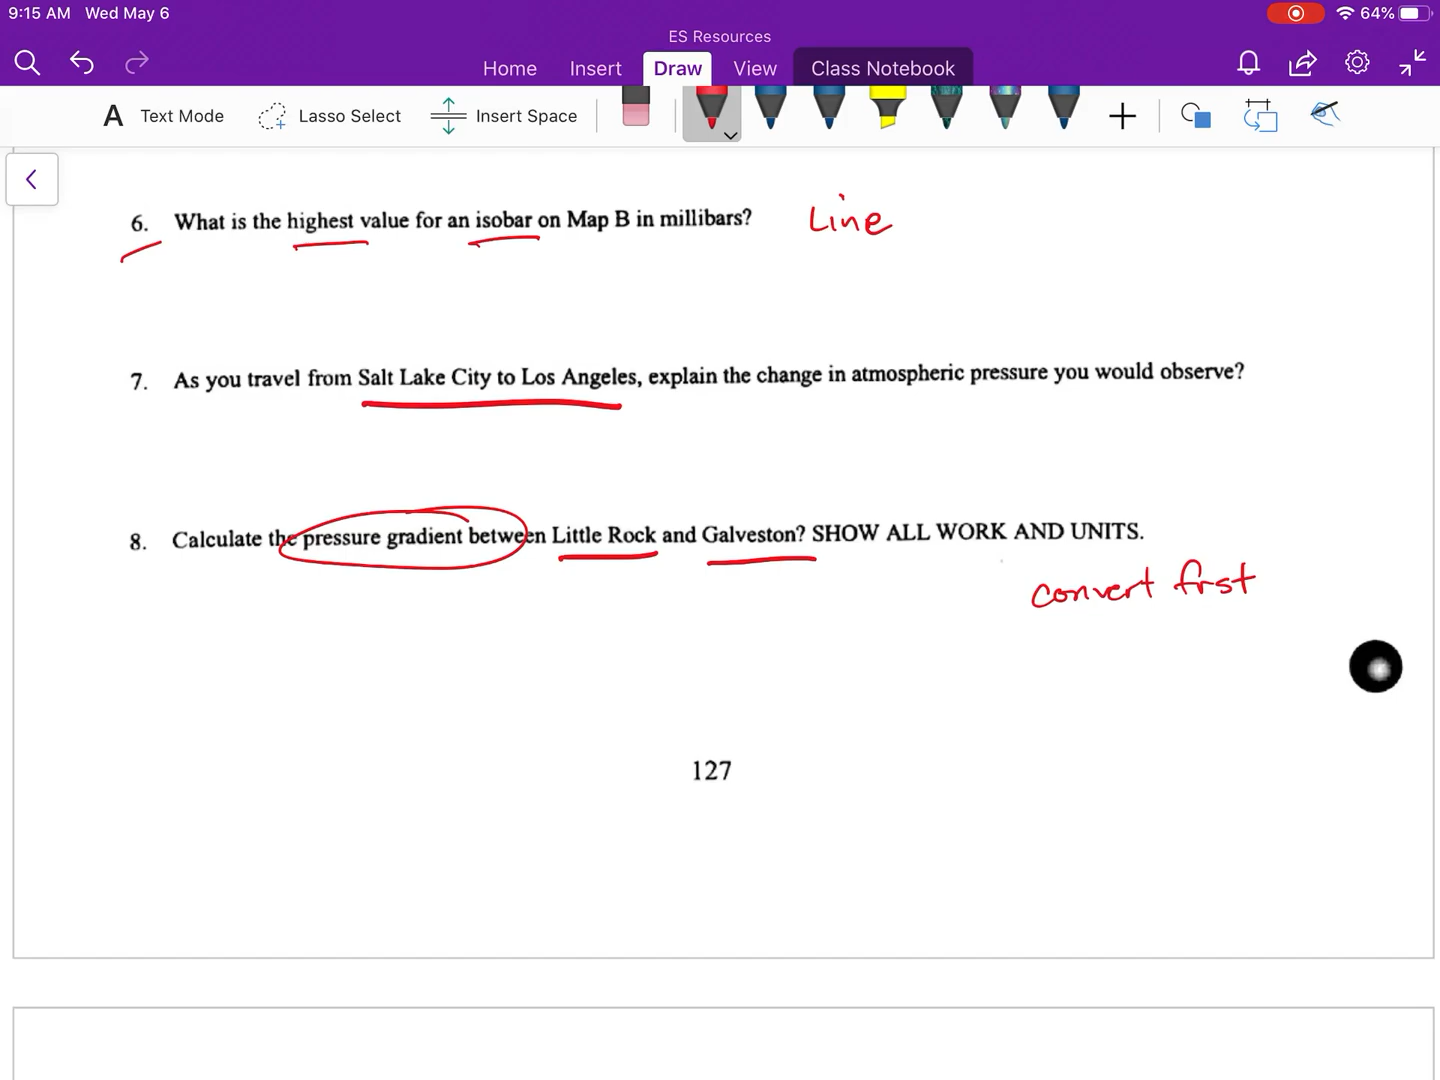 9:15 AM Wed May 6
64%
ES Resources
Home Insert Draw View Class Notebook
A Text Mode Lasso Select Insert Space
6. What is the highest value for an isobar on Map B in millibars? Line
7. As you travel from Salt Lake City to Los Angeles, explain the change in atmospheric pressure you would observe?
8. Calculate the pressure gradient between Little Rock and Galveston? SHOW ALL WORK AND UNITS.
convert frst
127